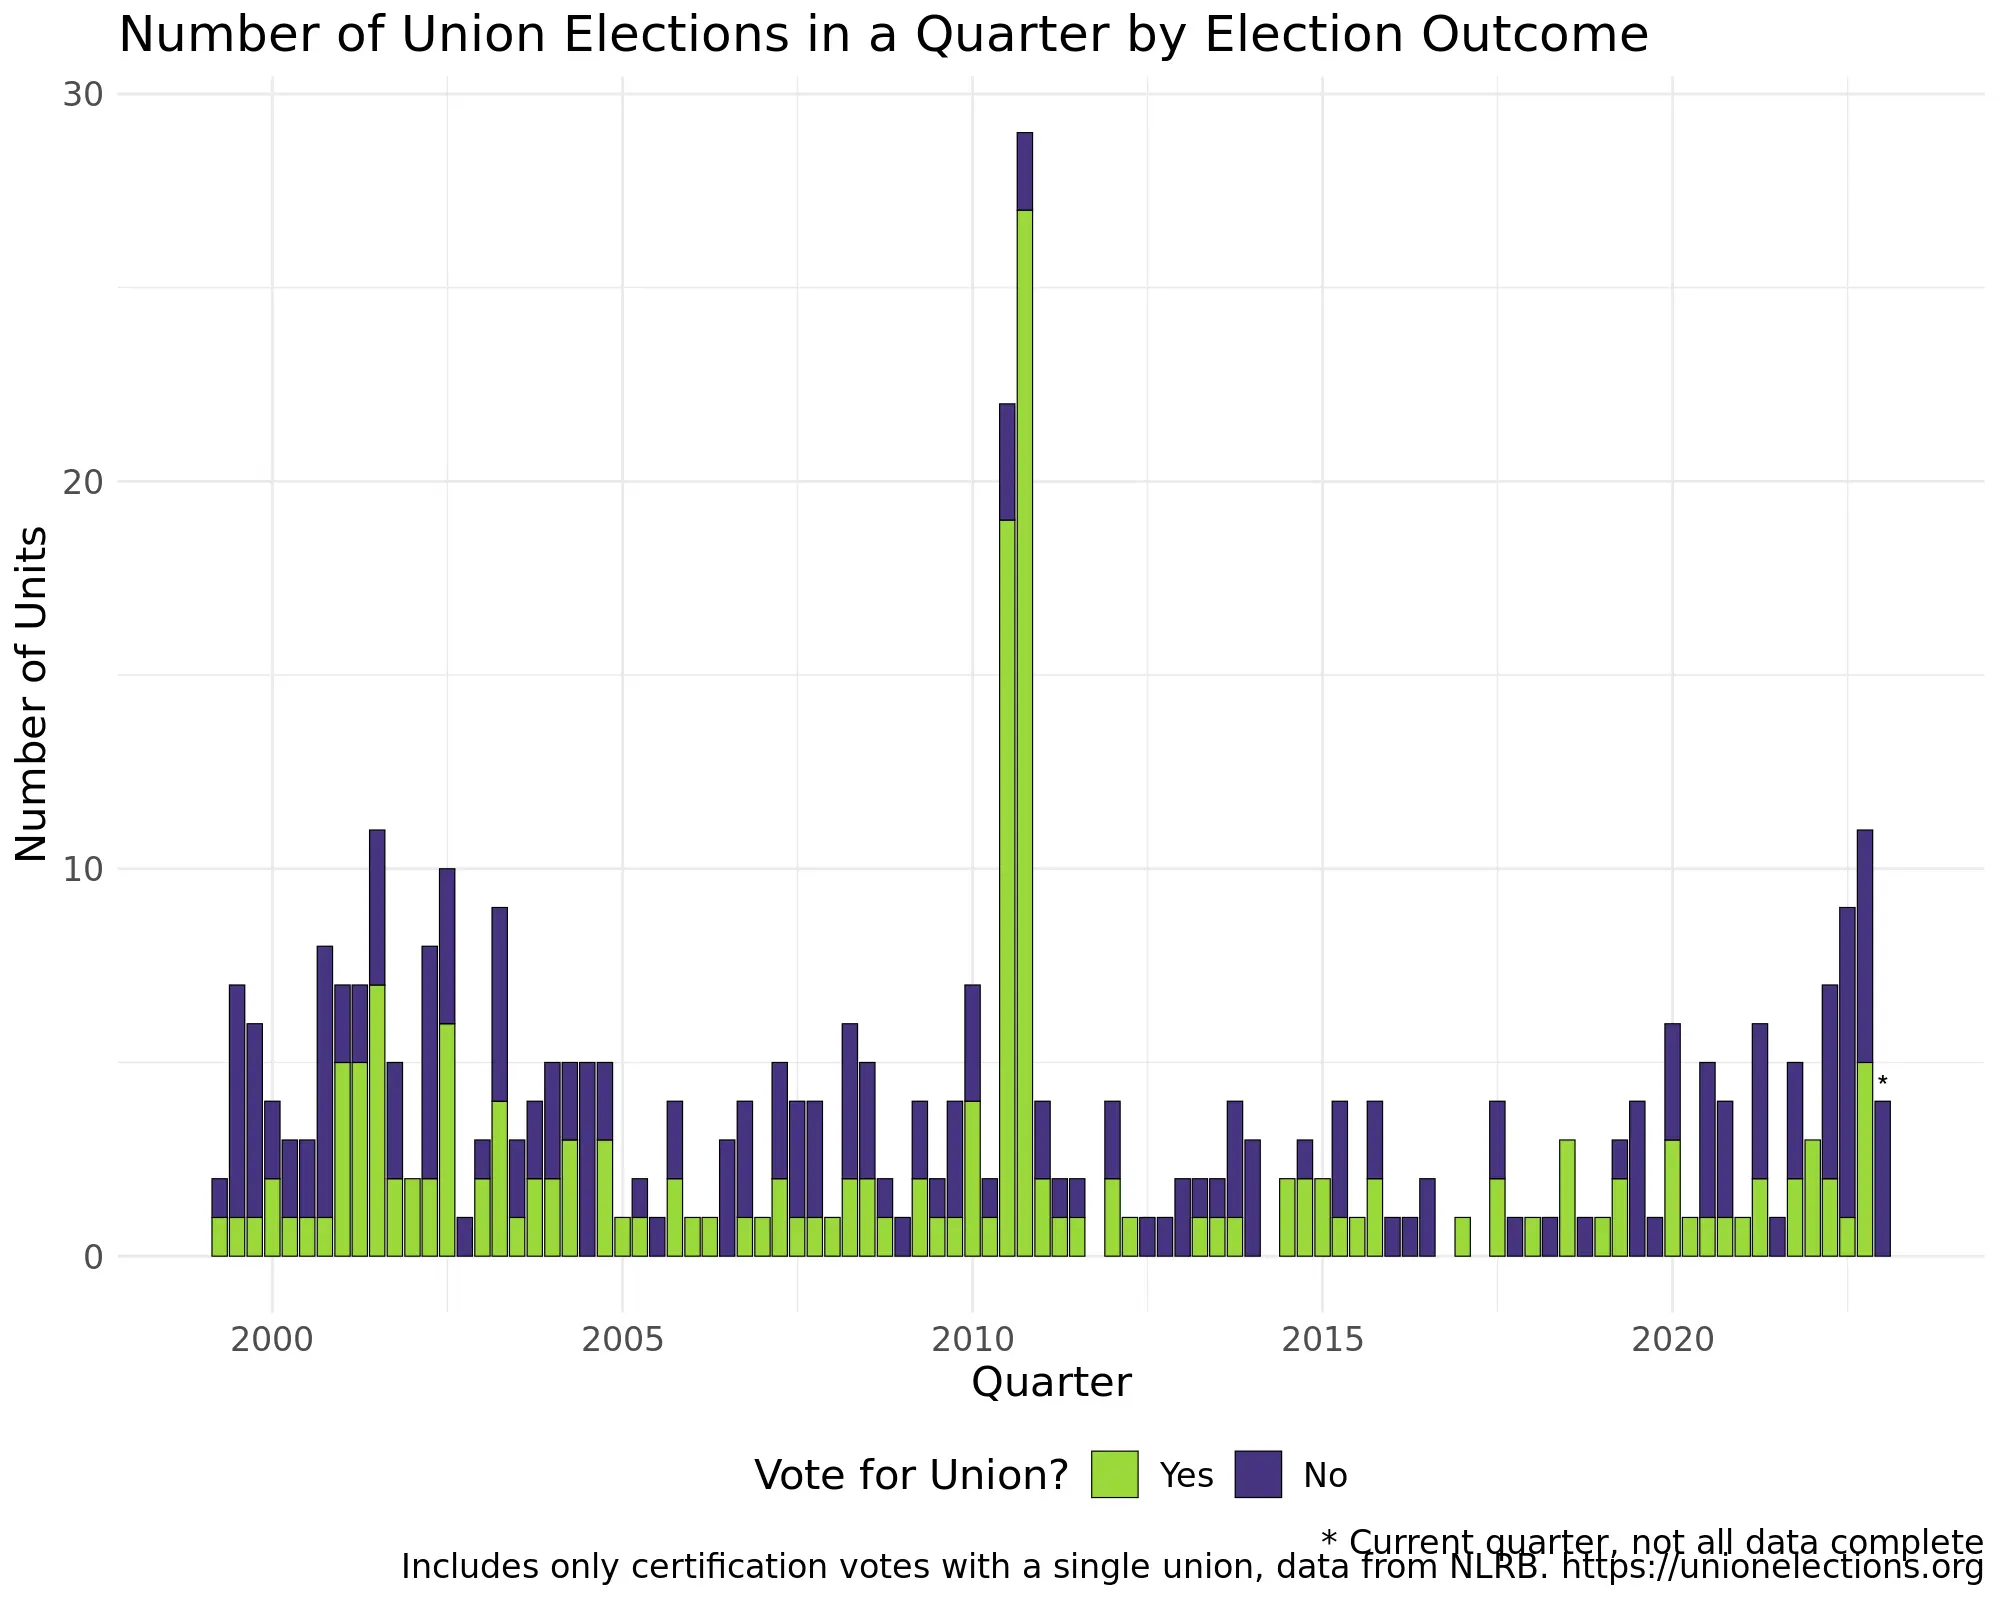 Number of Union Elections in a Quarter by Election Outcome
30
20
10
0
Number of Units
*
2000 2005 2010 2015 2020
Quarter
Vote for Union? Yes No
* Current quarter, not all data complete
Includes only certification votes with a single union, data from NLRB. https://unionelections.org